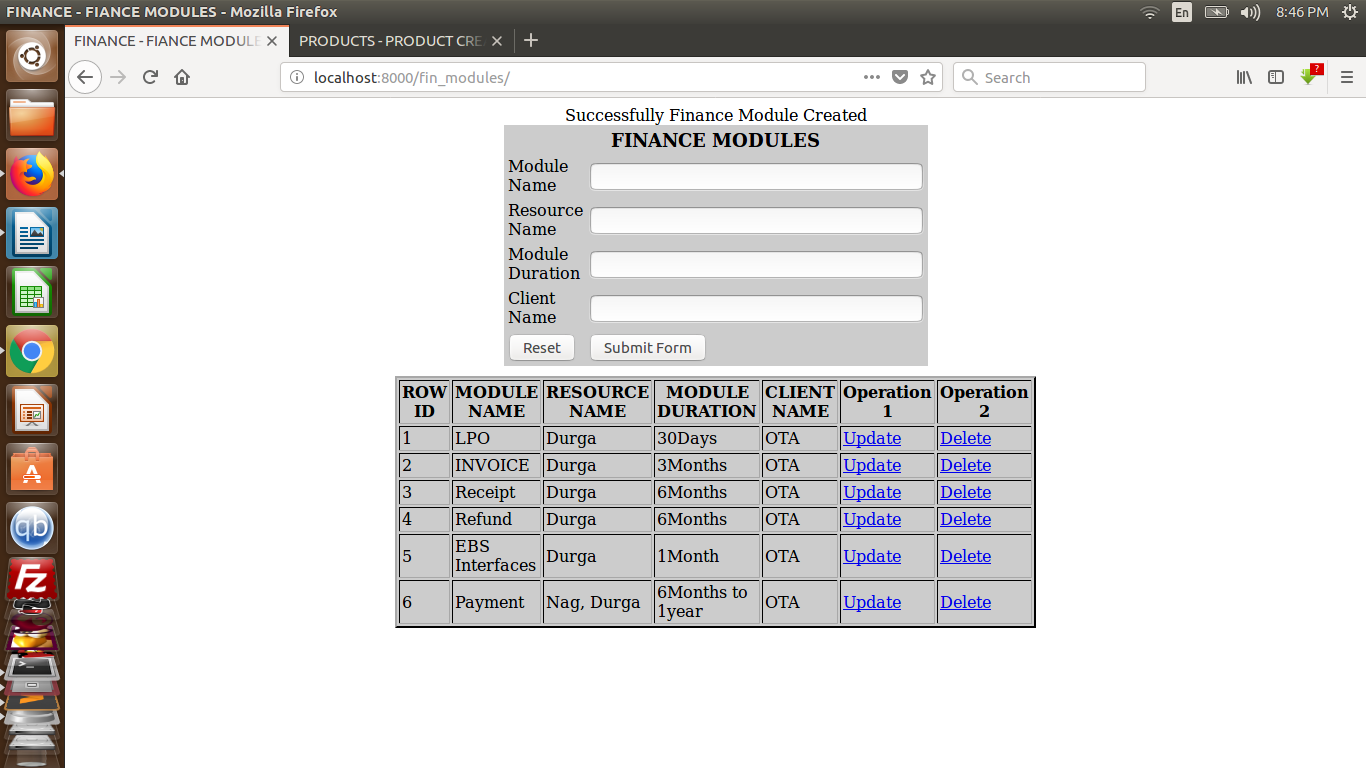 FINANCE - FIANCE MODULES - Mozilla Firefox
En
8:46 PM
FINANCE - FIANCE MODULE
PRODUCTS - PRODUCT CRE
localhost:8000/fin_modules/
Search
?
Successfully Finance Module Created
FINANCE MODULES
Module
Name
Resource
Name
Module
Duration
Client
Name
Reset Submit Form
ROW ID MODULE NAME RESOURCE NAME MODULE DURATION CLIENT NAME Operation 1 Operation 2
1 LPO Durga 30Days OTA Update Delete
2 INVOICE Durga 3Months OTA Update Delete
3 Receipt Durga 6Months OTA Update Delete
4 Refund Durga 6Months OTA Update Delete
5 EBS Interfaces Durga 1Month OTA Update Delete
6 Payment Nag, Durga 6Months to 1year OTA Update Delete
qb
FZ